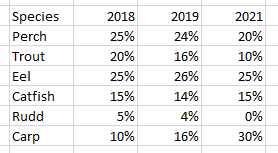 Species 2018 2019 2021
Perch 25% 24% 20%
Trout 20% 16% 10%
Eel 25% 26% 25%
Catfish 15% 14% 15%
Rudd 5% 4% 0%
Carp 10% 16% 30%